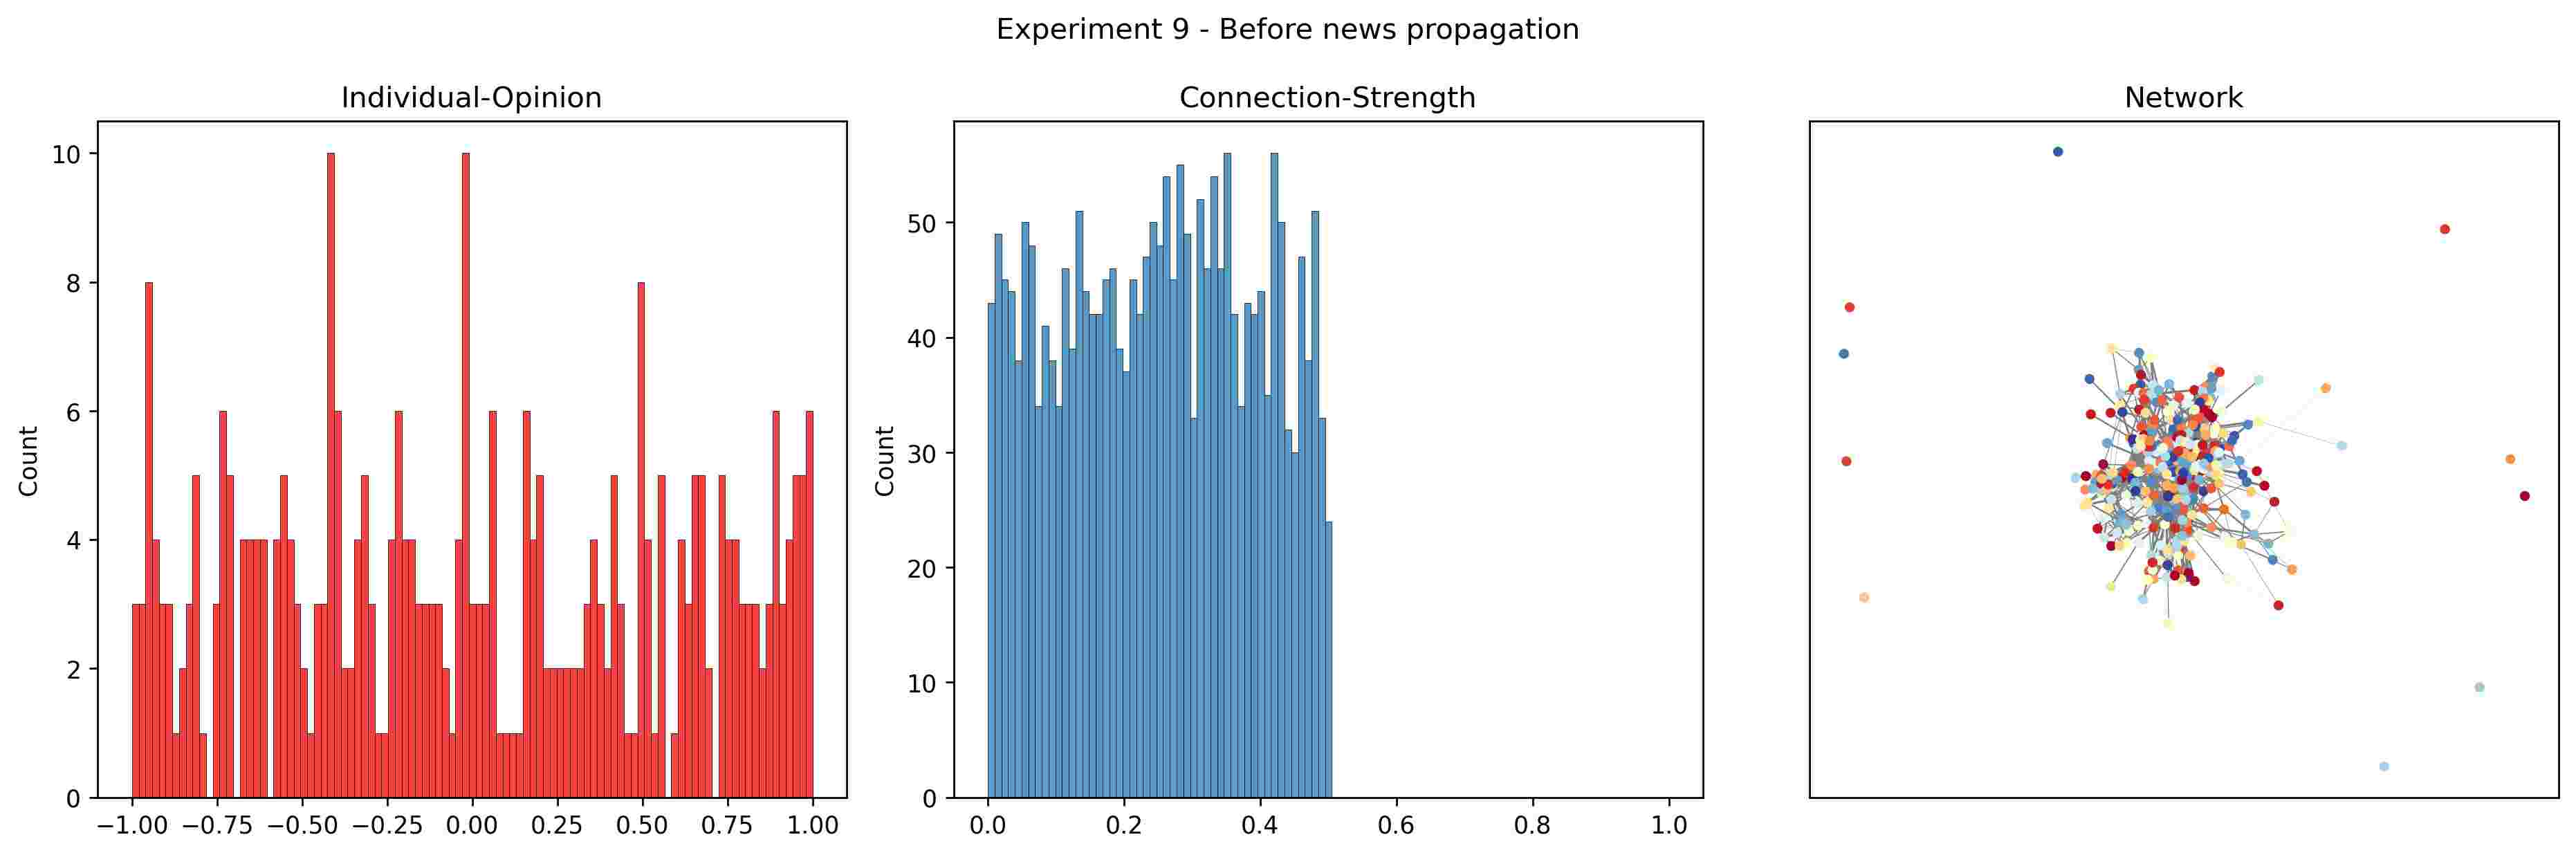 Experiment 9 - Before news propagation
Individual-Opinion
Count
10
8
6
4
2
0
−1.00 −0.75 −0.50 −0.25 0.00 0.25 0.50 0.75 1.00
Connection-Strength
Count
50
40
30
20
10
0
0.0 0.2 0.4 0.6 0.8 1.0
Network